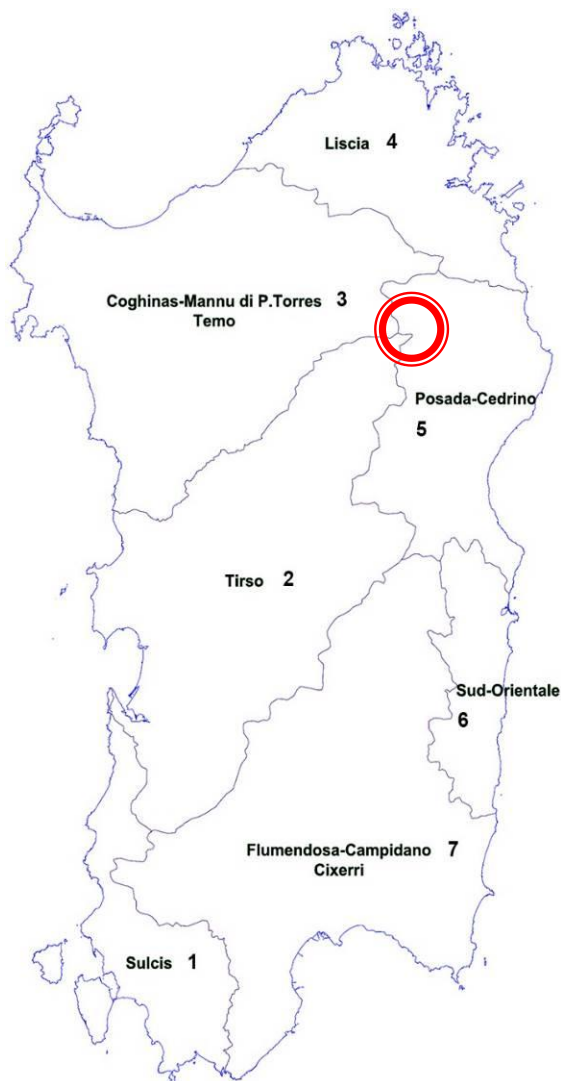 Liscia 4
Coghinas-Mannu di P.Torres 3
Temo
Posada-Cedrino
5
Tirso 2
Sud-Orientale
6
Flumendosa-Campidano 7
Cixerri
Sulcis 1